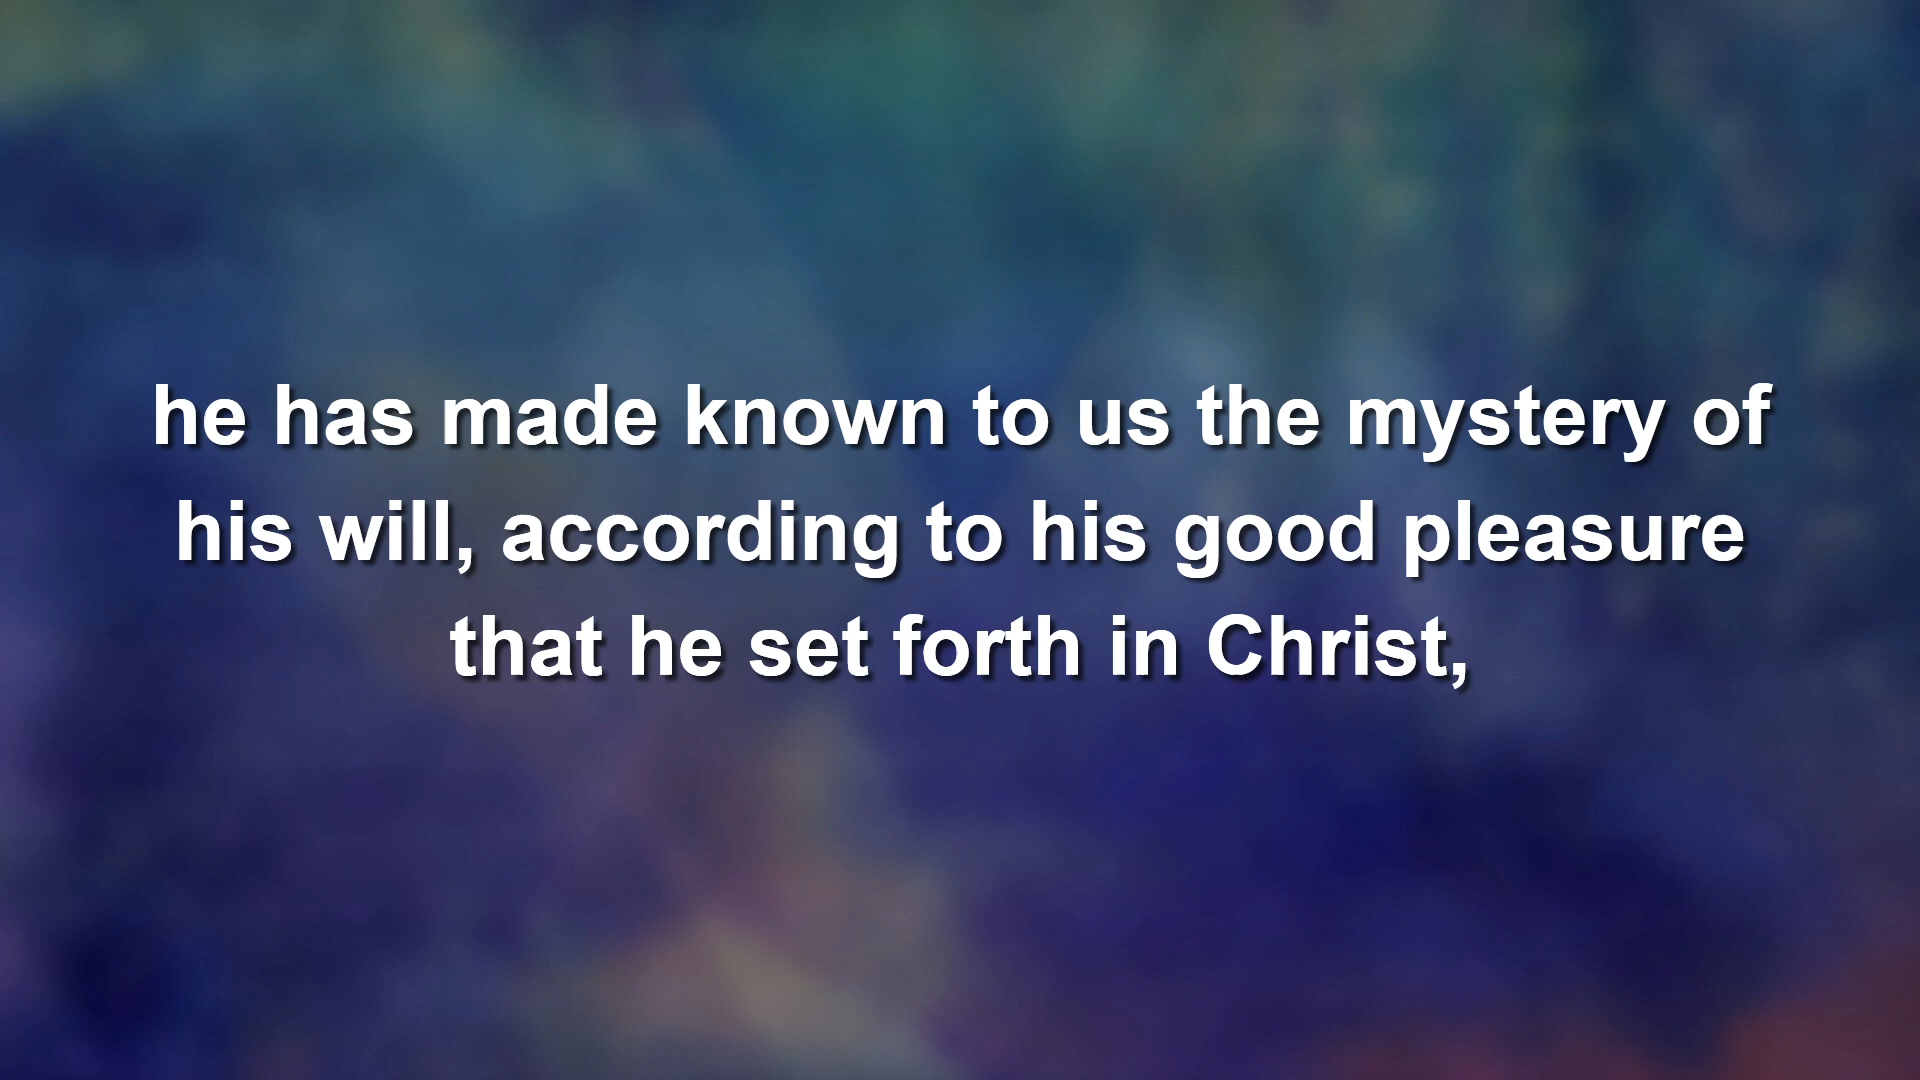 he has made known to us the mystery of
his will, according to his good pleasure
that he set forth in Christ,